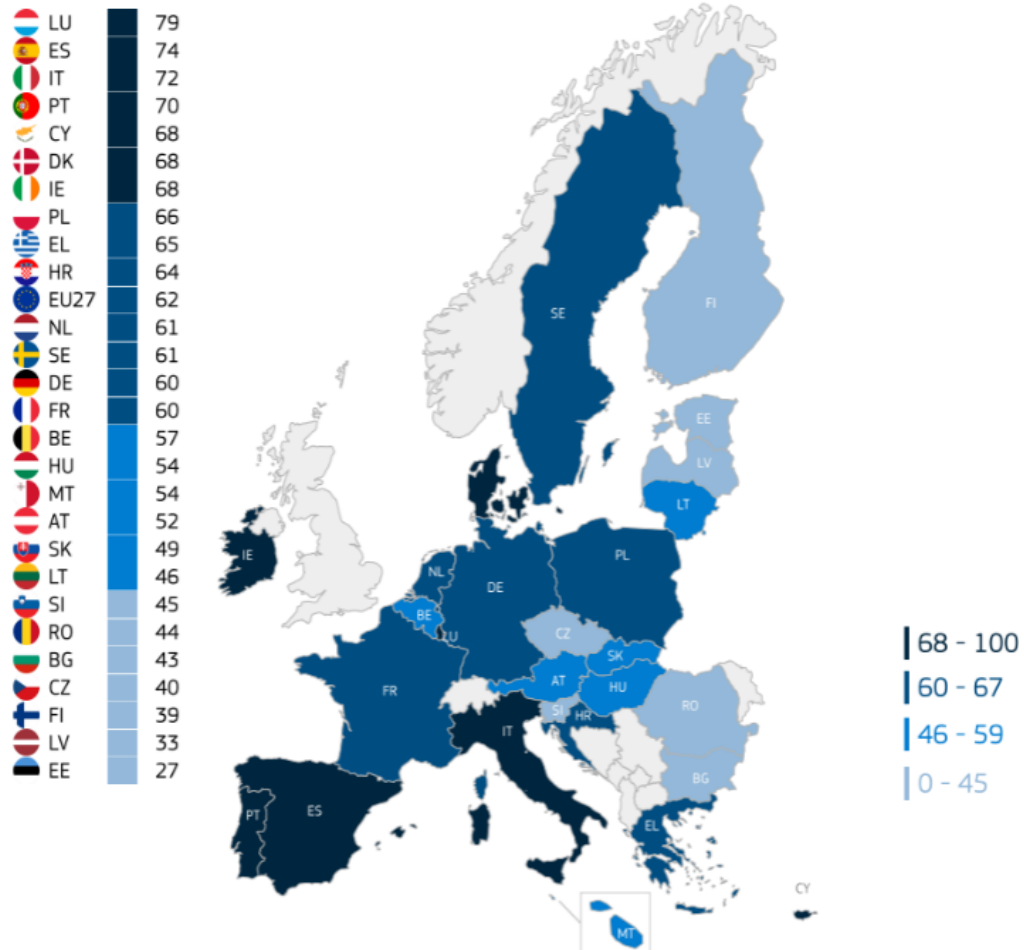 LU 79
ES 74
IT 72
PT 70
CY 68
DK 68
IE 68
PL 66
EL 65
HR 64
EU27 62
NL 61
SE 61
DE 60
FR 60
BE 57
HU 54
MT 54
AT 52
SK 49
LT 46
SI 45
RO 44
BG 43
CZ 40
FI 39
LV 33
EE 27
FI
SE
EE
LV
LT
IE
PL
NL
DE
BE
LU
CZ
SK
AT
HU
FR
SI
HR
RO
IT
BG
PT
ES
EL
CY
MT
68 - 100
60 - 67
46 - 59
0 - 45